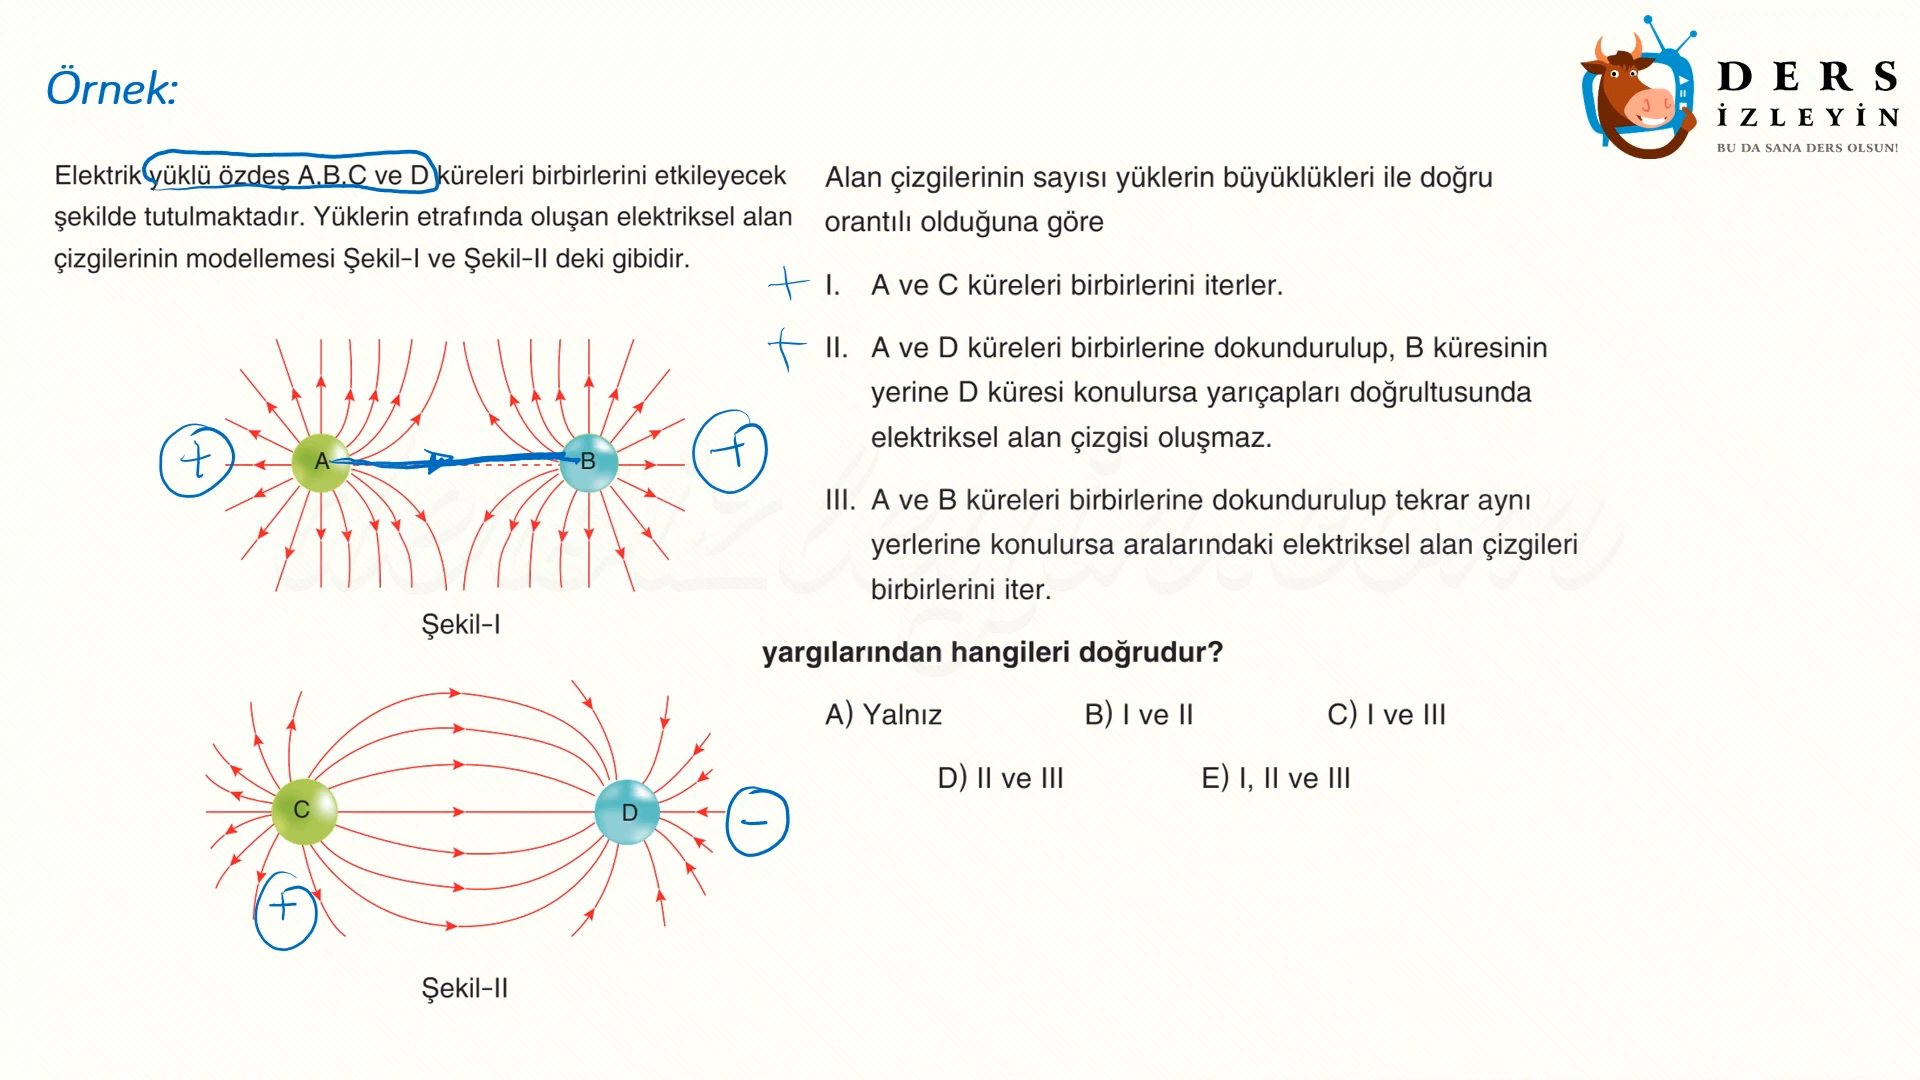 Örnek:
DERS
İZLEYİN
BU DA SANA DERS OLSUN!
Elektrik yüklü özdeş A.B.C ve D küreleri birbirlerini etkileyecek
şekilde tutulmaktadır. Yüklerin etrafında oluşan elektriksel alan
çizgilerinin modellemesi Şekil-I ve Şekil-II deki gibidir.
+ A B +
Şekil-I
C D -
+
Şekil-II
Alan çizgilerinin sayısı yüklerin büyüklükleri ile doğru
orantılı olduğuna göre
+ I. A ve C küreleri birbirlerini iterler.
+ II. A ve D küreleri birbirlerine dokundurulup, B küresinin
yerine D küresi konulursa yarıçapları doğrultusunda
elektriksel alan çizgisi oluşmaz.
III. A ve B küreleri birbirlerine dokundurulup tekrar aynı
yerlerine konulursa aralarındaki elektriksel alan çizgileri
birbirlerini iter.
yargılarından hangileri doğrudur?
A) Yalnız B) I ve II C) I ve III
D) II ve III E) I, II ve III
dersizleyin.com